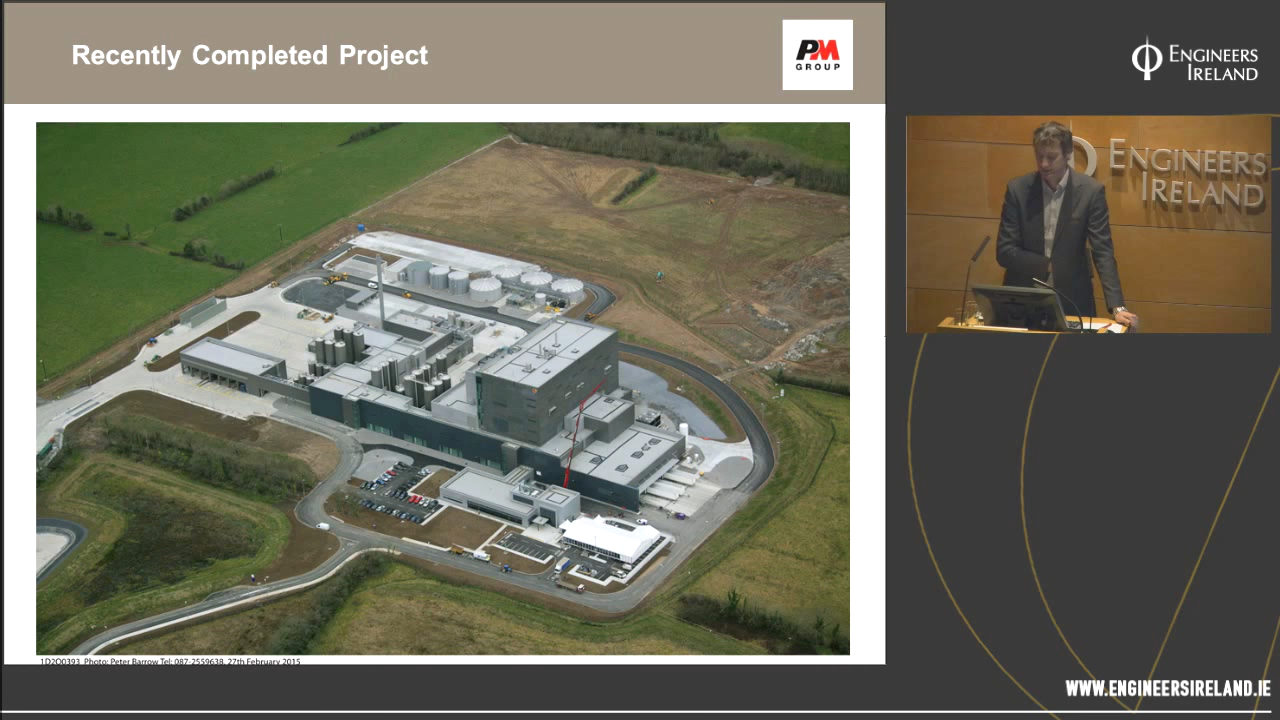 Recently Completed Project
PM
GROUP
ENGINEERS
IRELAND
ENGINEERS
IRELAND
1D2O0393 Photo: Peter Barrow Tel: 087-2559638, 27th February 2015
WWW.ENGINEERSIRELAND.IE